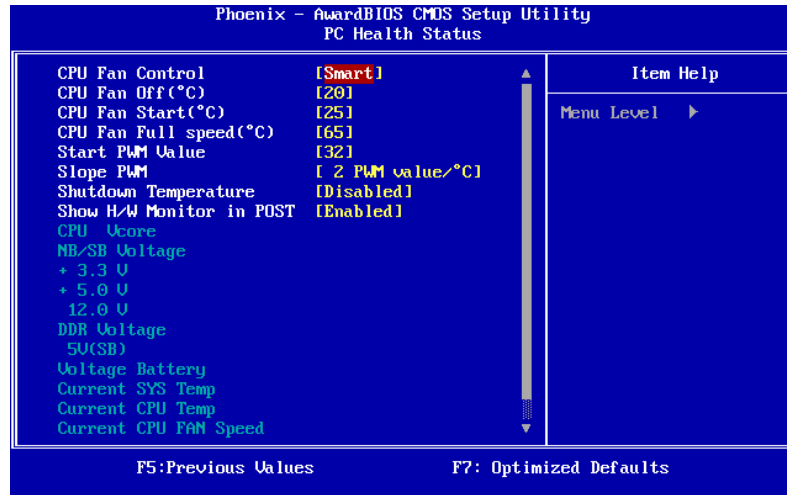 Phoenix – AwardBIOS CMOS Setup Utility
PC Health Status
CPU Fan Control [Smart]
CPU Fan Off(°C) [20]
CPU Fan Start(°C) [25]
CPU Fan Full speed(°C) [65]
Start PWM Value [32]
Slope PWM [ 2 PWM value/°C]
Shutdown Temperature [Disabled]
Show H/W Monitor in POST [Enabled]
CPU Vcore
NB/SB Voltage
+ 3.3 V
+ 5.0 V
12.0 V
DDR Voltage
5V(SB)
Voltage Battery
Current SYS Temp
Current CPU Temp
Current CPU FAN Speed
Item Help
Menu Level
F5:Previous Values F7: Optimized Defaults